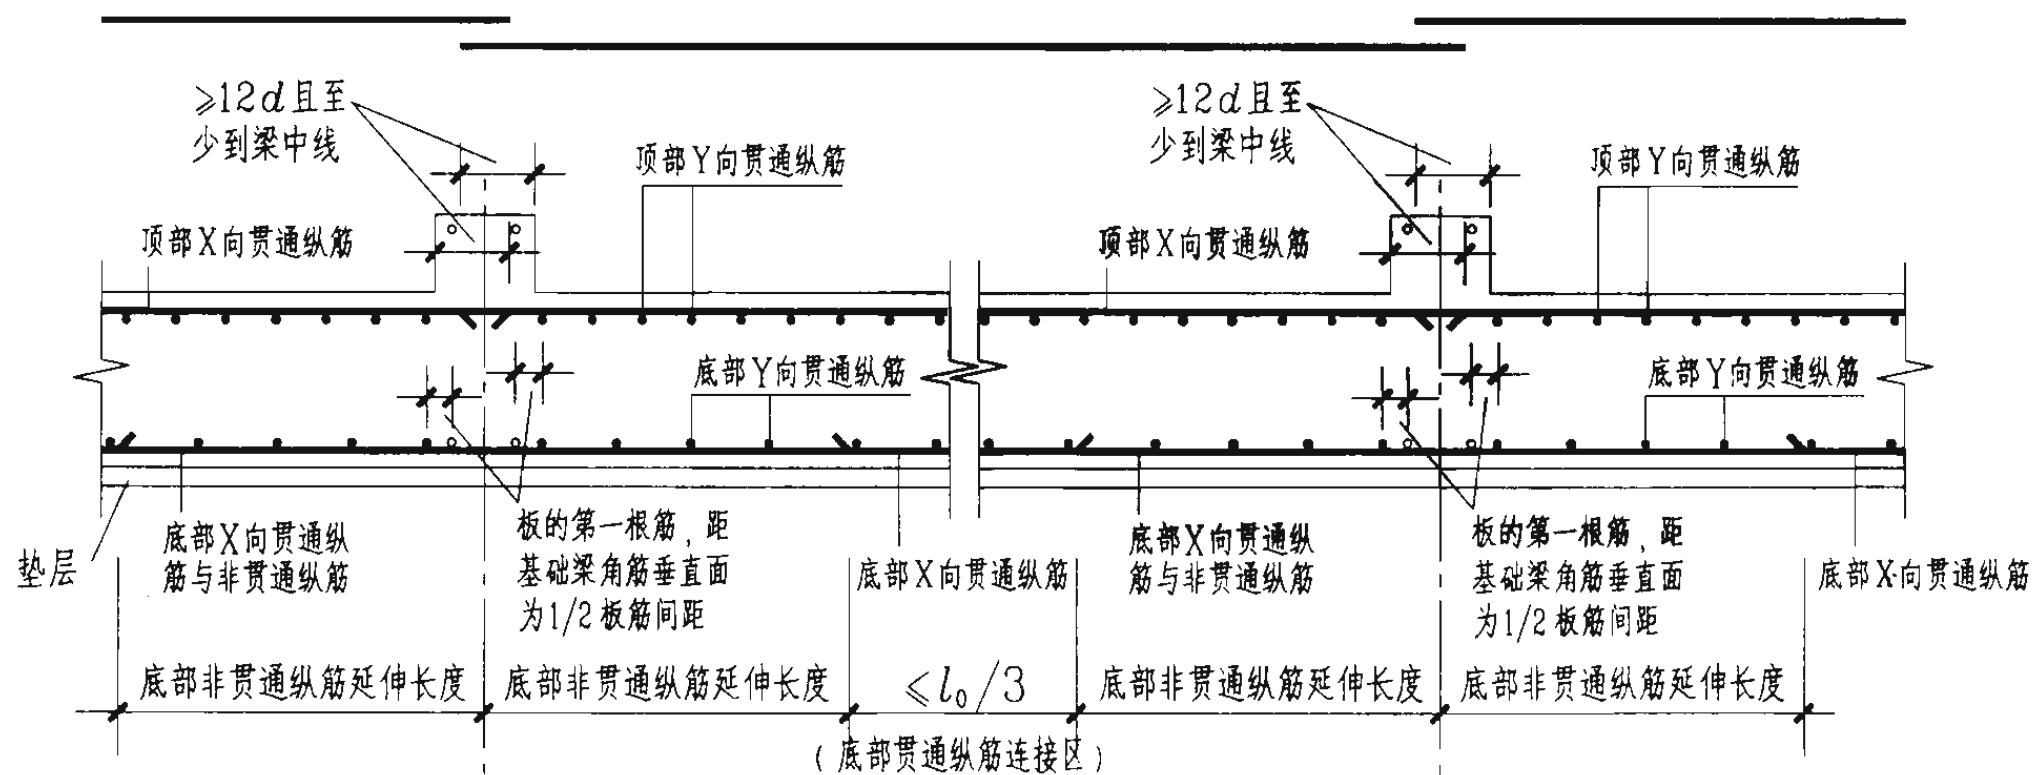 ≥12d且至
少到梁中线
顶部Y向贯通纵筋
≥12d且至
少到梁中线
顶部Y向贯通纵筋
顶部X向贯通纵筋
顶部X向贯通纵筋
底部Y向贯通纵筋
底部Y向贯通纵筋
垫层
底部X向贯通纵
筋与非贯通纵筋
板的第一根筋,距
基础梁角筋垂直面
为1/2板筋间距
底部X向贯通纵筋
底部X向贯通纵
筋与非贯通纵筋
板的第一根筋,距
基础梁角筋垂直面
为1/2板筋间距
底部X向贯通纵筋
底部非贯通纵筋延伸长度
底部非贯通纵筋延伸长度
≤l₀/3
底部非贯通纵筋延伸长度
底部非贯通纵筋延伸长度
(底部贯通纵筋连接区)